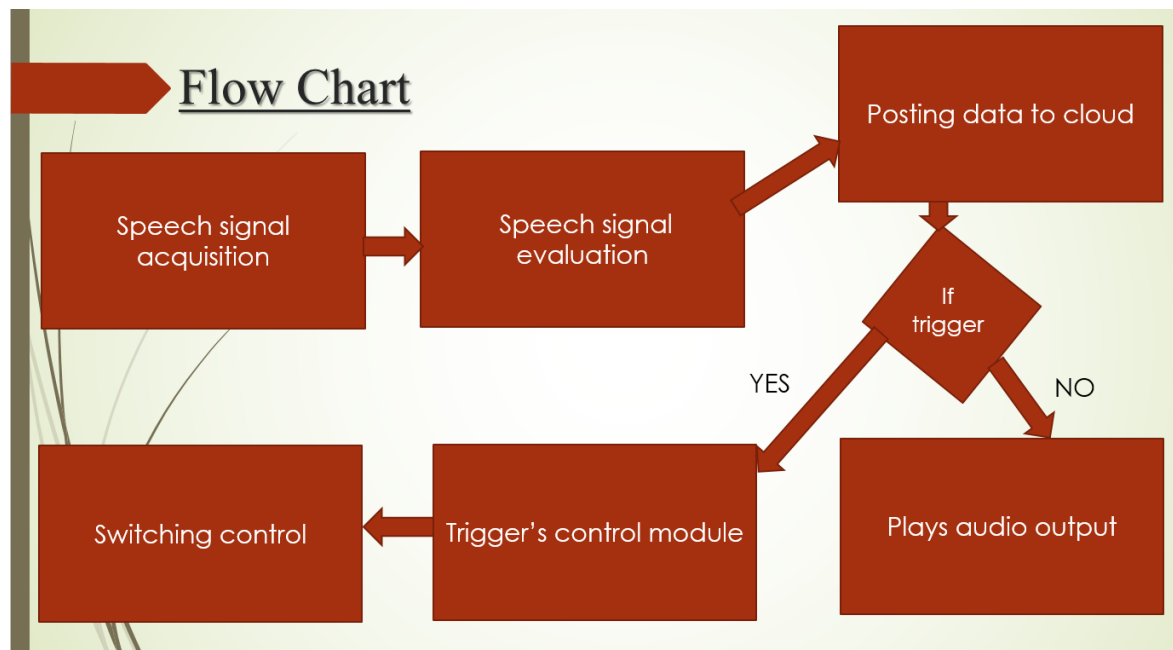 Flow Chart
Speech signal
acquisition
Speech signal
evaluation
Posting data to cloud
If
trigger
YES
NO
Switching control
Trigger’s control module
Plays audio output